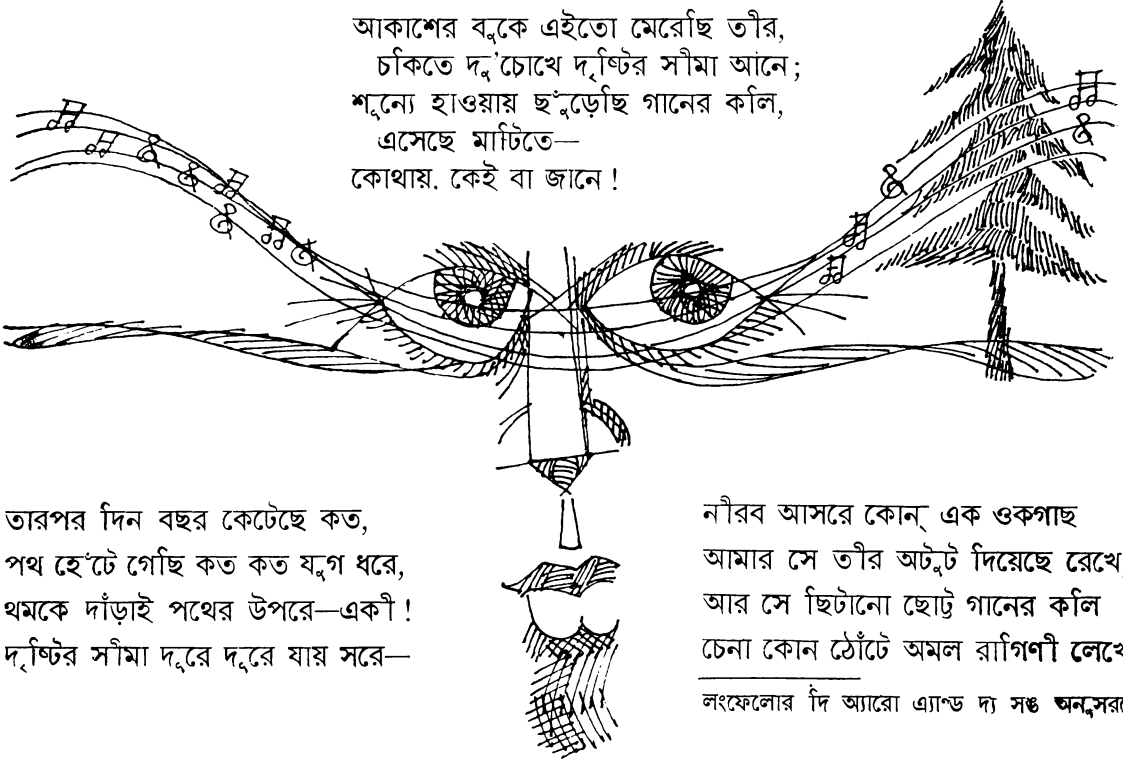 আকাশের বুকে এইতো মেরেছি তীর,
চকিতে দু'চোখে দৃষ্টির সীমা আনে;
শূন্যে হাওয়ায় ছুঁড়েছি গানের কলি,
এসেছে মাটিতে—
কোথায়. কেই বা জানে!
তারপর দিন বছর কেটেছে কত,
পথ হেঁটে গেছি কত কত যুগ ধরে,
থমকে দাঁড়াই পথের উপরে—একী!
দৃষ্টির সীমা দূরে দূরে যায় সরে—
নীরব আসরে কোন্ এক ওকগাছ
আমার সে তীর অটুট দিয়েছে রেখে,
আর সে ছিটানো ছোট্ট গানের কলি
চেনা কোন ঠোঁটে অমল রাগিণী লেখে
লংফেলোর দি অ্যারো এ্যান্ড দ্য সঙ অনুসরণে